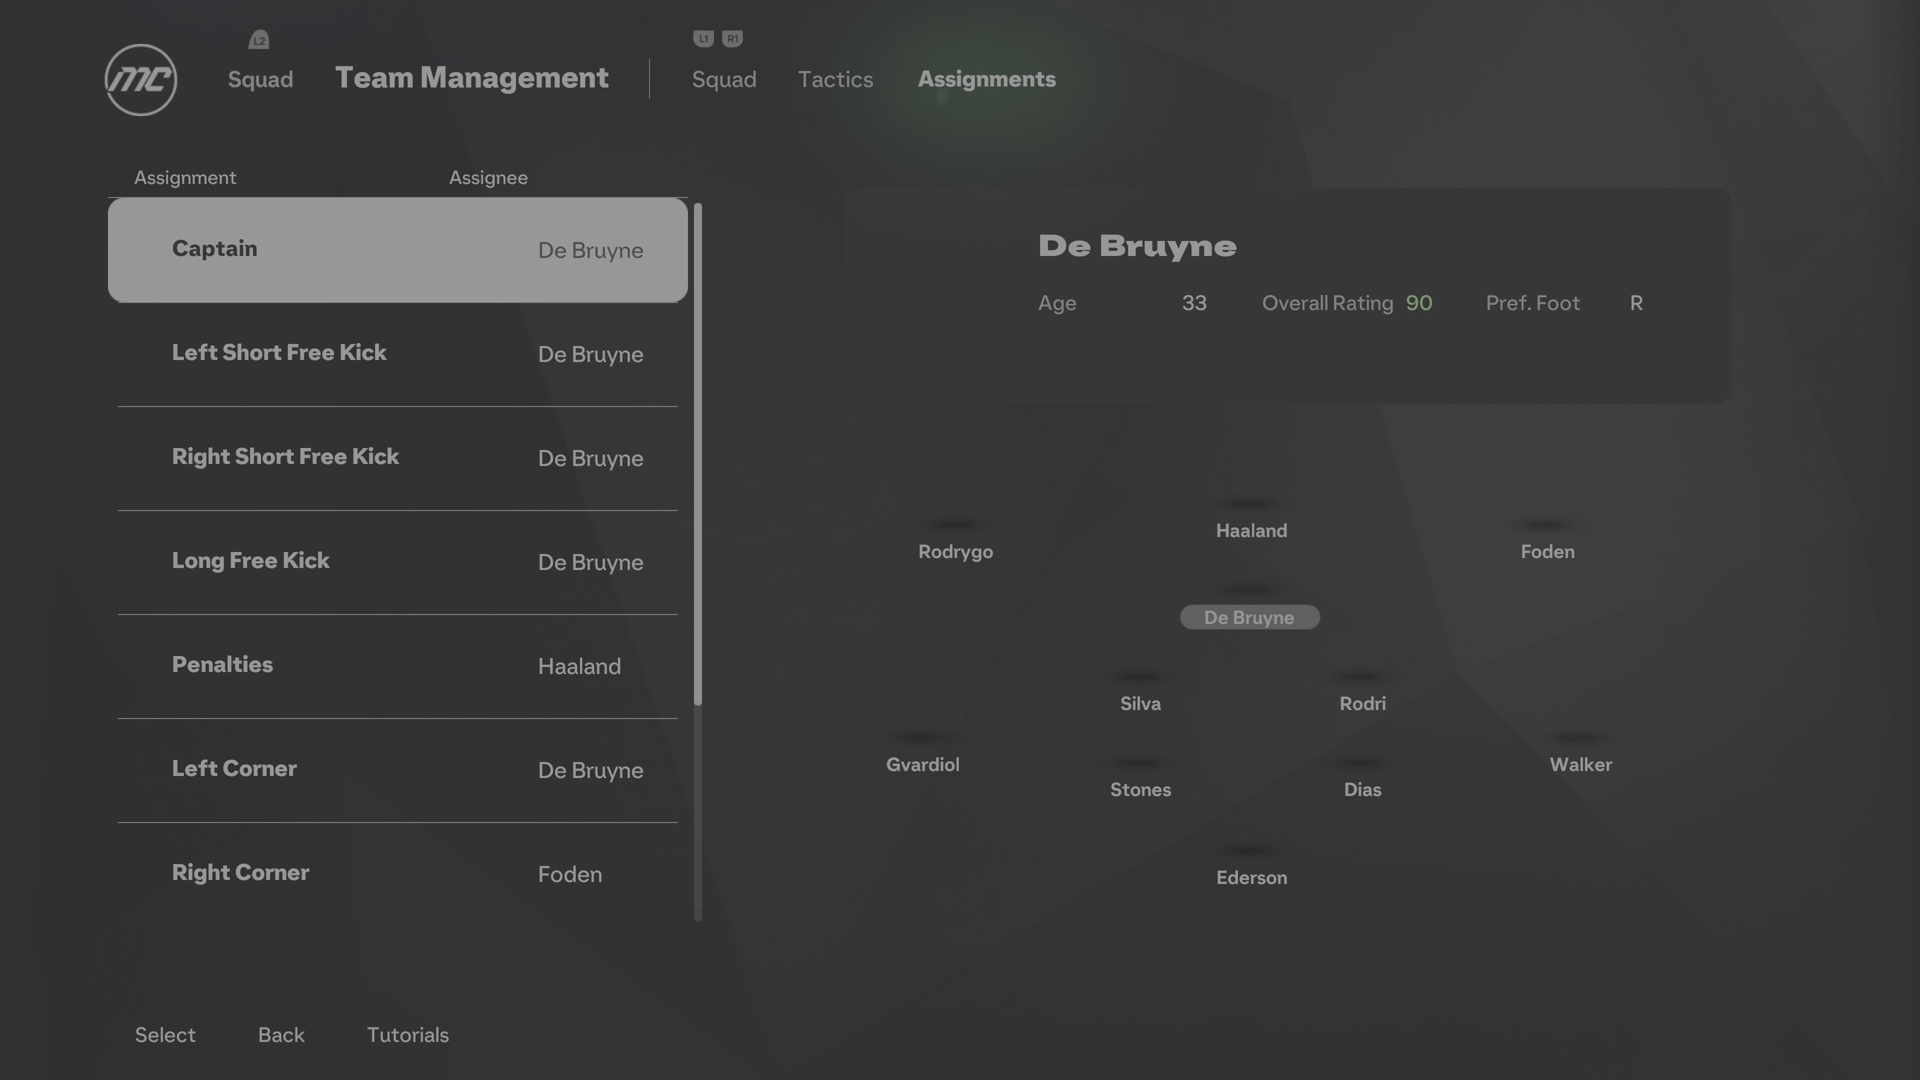 L2
L1 R1
MC
Squad Team Management Squad Tactics Assignments
Assignment Assignee
Captain De Bruyne
Left Short Free Kick De Bruyne
Right Short Free Kick De Bruyne
Long Free Kick De Bruyne
Penalties Haaland
Left Corner De Bruyne
Right Corner Foden
De Bruyne
Age 33 Overall Rating 90 Pref. Foot R
Haaland
Rodrygo Foden
De Bruyne
Silva Rodri
Gvardiol Walker
Stones Dias
Ederson
Select Back Tutorials